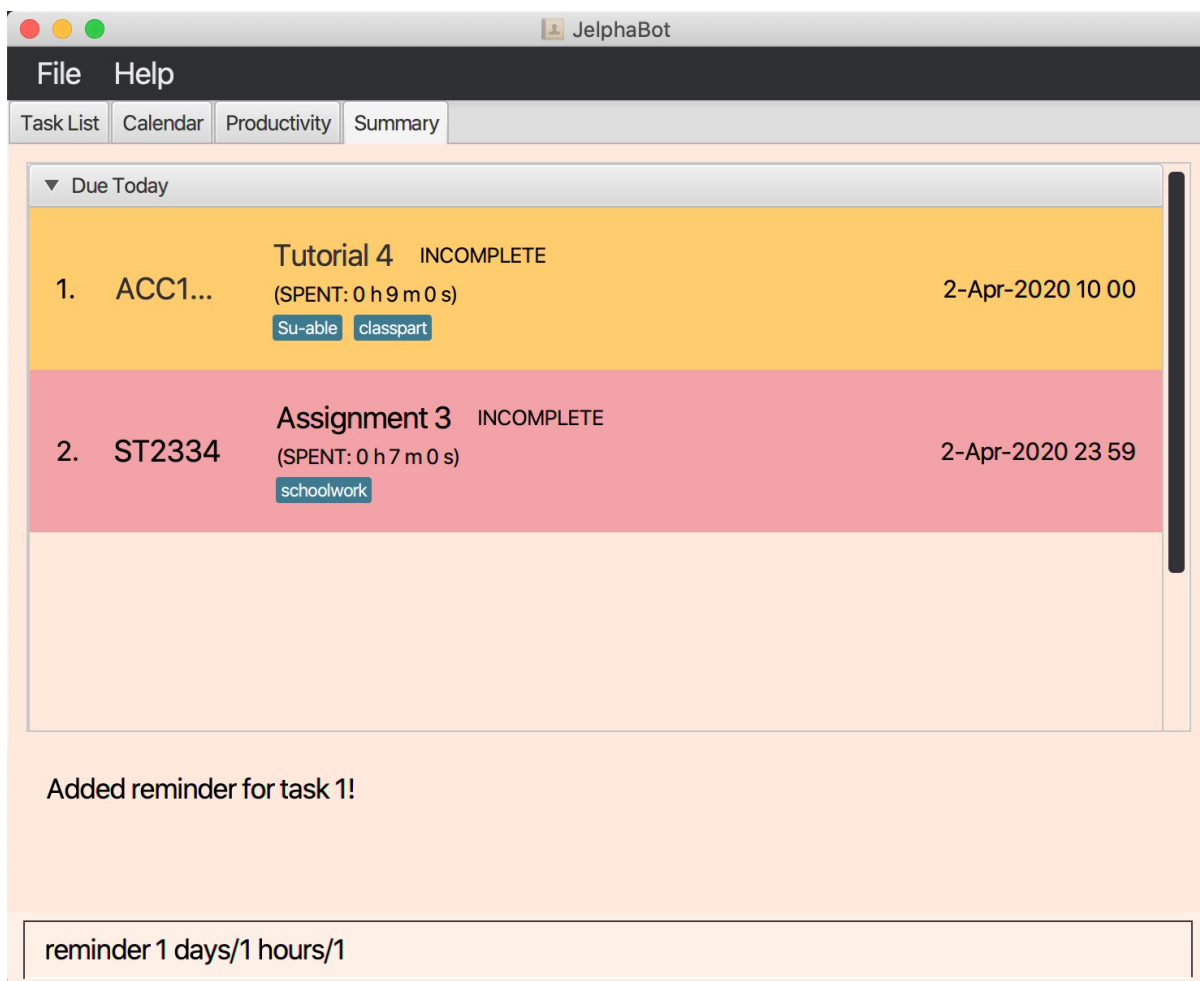 JelphaBot
File Help
Task List Calendar Productivity Summary
Due Today
Tutorial 4 INCOMPLETE
1. ACC1... (SPENT: 0 h 9 m 0 s) 2-Apr-2020 10 00
Su-able classpart
Assignment 3 INCOMPLETE
2. ST2334 (SPENT: 0 h 7 m 0 s) 2-Apr-2020 23 59
schoolwork
Added reminder for task 1!
reminder 1 days/1 hours/1